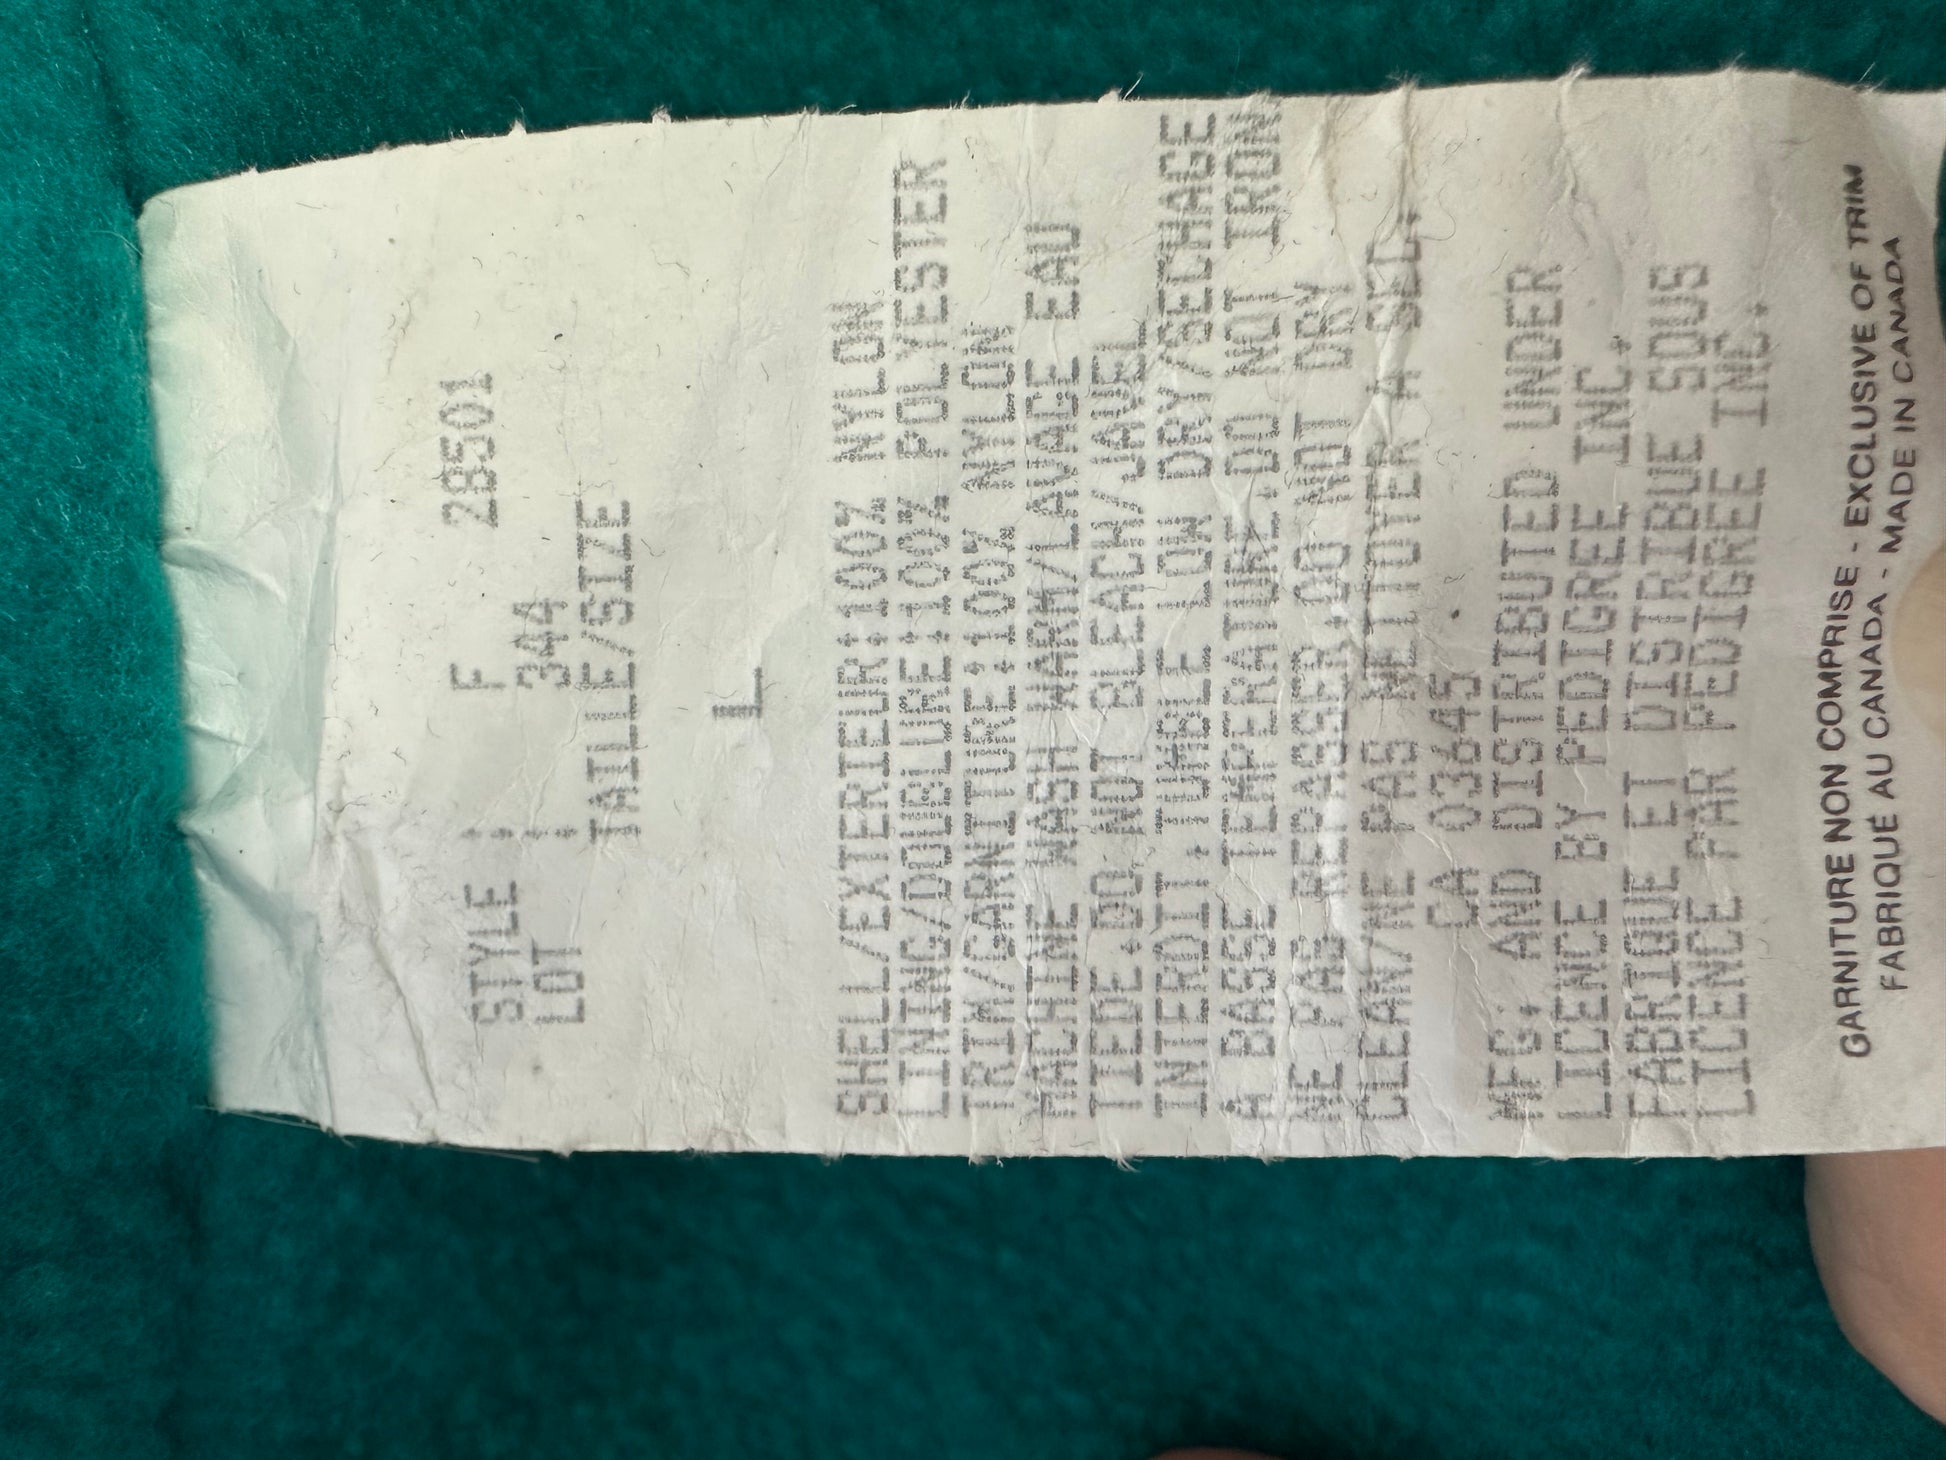 STYLE : F 28501
LOT : 344
TAILLE/SIZE
L
SHELL/EXTERIEUR:100% NYLON
LINING/DOUBLURE:100% POLYESTER
TRIM/GARNITURE:100% NYLON
MACHINE WASH WARM/LAVAGE EAU
TIEDE.DO NOT BLEACH/JAVEL
INTERDIT.TUMBLE LOW DRY/SECHAGE
A BASSE TEMPERATURE.DO NOT IRON/
NE PAS REPASSER.DO NOT DRY
CLEAN/NE PAS NETTOYER A SEC.
CA 03845
MFG. AND DISTRIBUTED UNDER
LICENCE BY PEDIGREE INC.
FABRIQUE ET DISTRIBUE SOUS
LICENCE PAR PEDIGREE INC.
GARNITURE NON COMPRISE - EXCLUSIVE OF TRIM
FABRIQUÉ AU CANADA - MADE IN CANADA